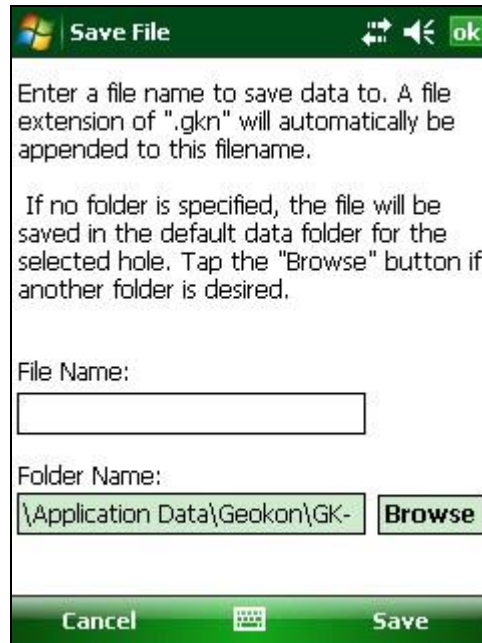 Save File
ok
Enter a file name to save data to. A file
extension of ".gkn" will automatically be
appended to this filename.
If no folder is specified, the file will be
saved in the default data folder for the
selected hole. Tap the "Browse" button if
another folder is desired.
File Name:
Folder Name:
\Application Data\Geokon\GK-
Browse
Cancel
Save